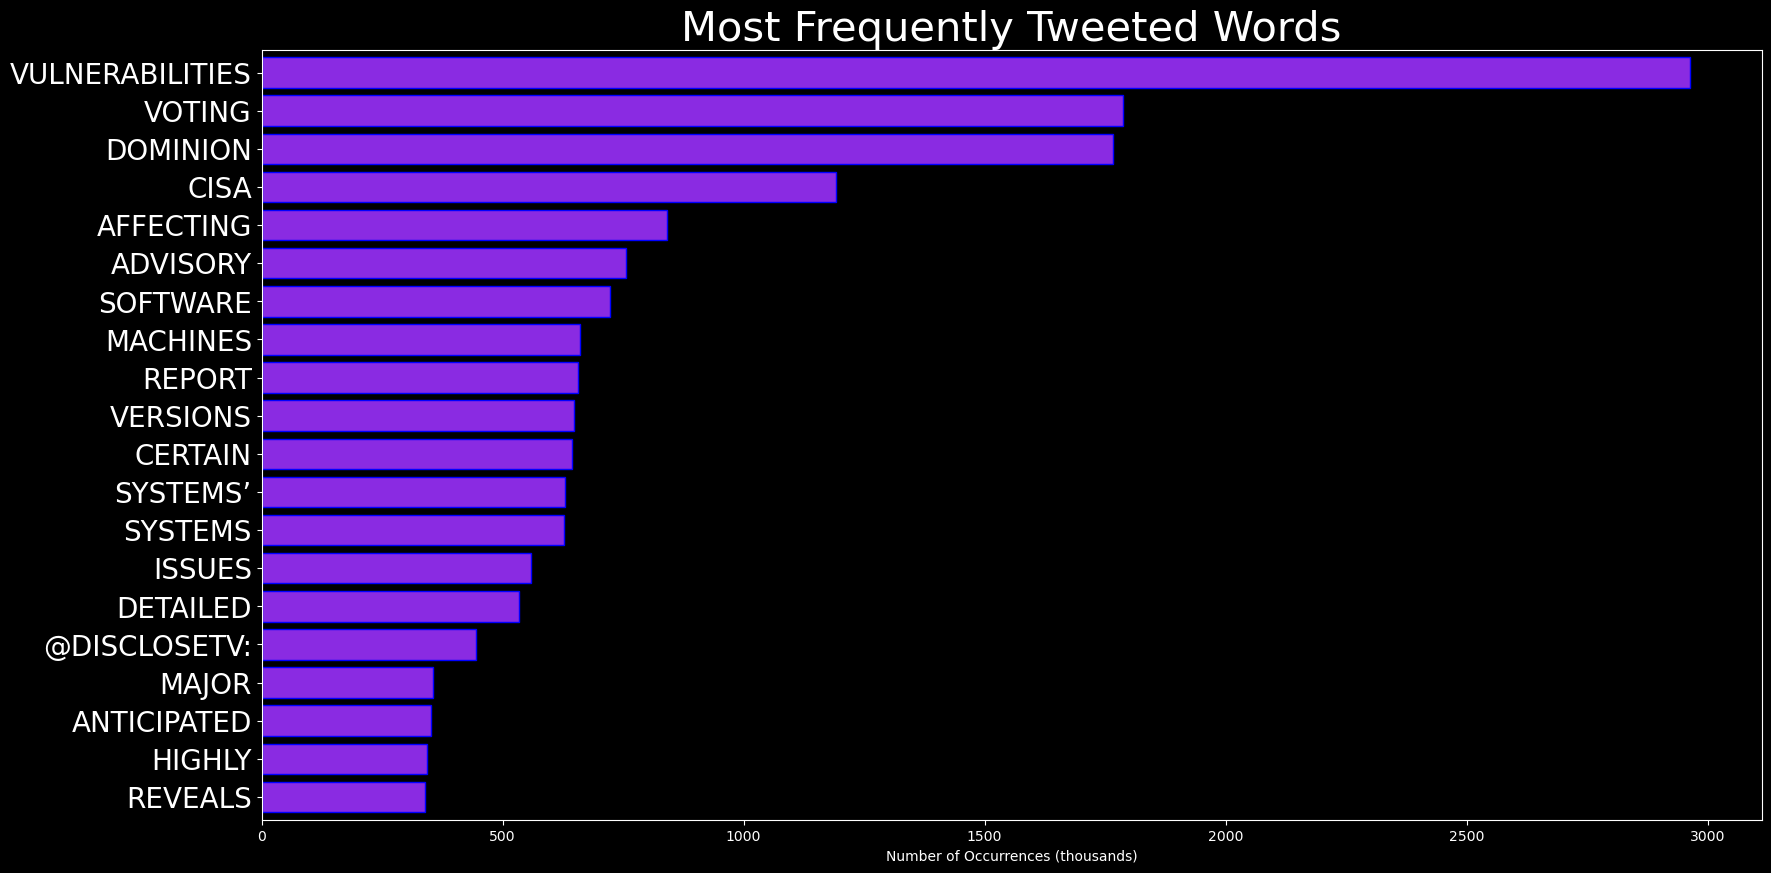 Most Frequently Tweeted Words
VULNERABILITIES
VOTING
DOMINION
CISA
AFFECTING
ADVISORY
SOFTWARE
MACHINES
REPORT
VERSIONS
CERTAIN
SYSTEMS’
SYSTEMS
ISSUES
DETAILED
@DISCLOSETV:
MAJOR
ANTICIPATED
HIGHLY
REVEALS
0 500 1000 1500 2000 2500 3000
Number of Occurrences (thousands)